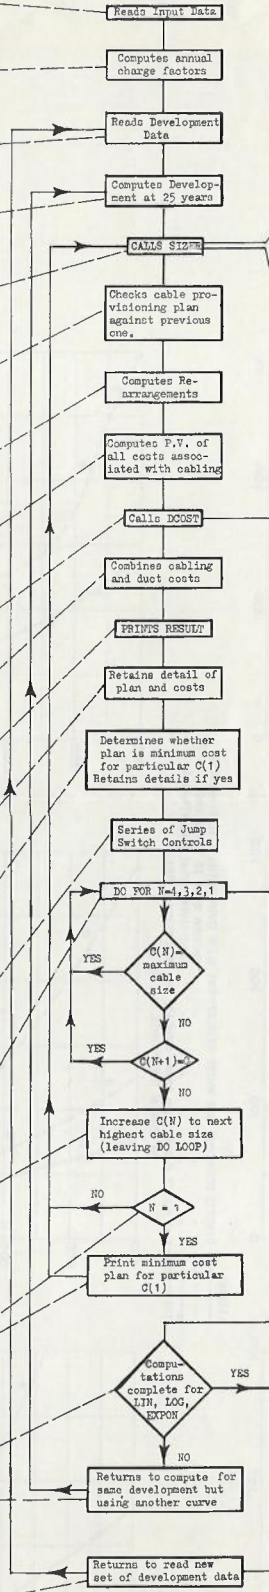 Reads Input Data
Computes annual
charge factors
Reads Development
Data
Computes Develop-
ment at 25 years
CALLS SIZER
Checks cable pro-
visioning plan
against previous
one.
Computes Re-
arrangements
Computes P.V. of
all costs assoc-
iated with cabling
Calls DCOST
Combines cabling
and duct costs
PRINTS RESULT
Retains detail of
plan and costs
Determines whether
plan is minimum cost
for particular C(1)
Retains details if yes
Series of Jump
Switch Controls
DO FOR N=4,3,2,1
C(N)=
maximum
cable
size
YES
NO
C(N+1)=
YES
NO
Increase C(N) to next
highest cable size
(leaving DO LOOP)
NO
N = 1
YES
Print minimum cost
plan for particular
C(1)
Compu-
tations
complete for
LIN, LOG,
EXPON
YES
NO
Returns to compute for
same development but
using another curve
Returns to read new
set of development data